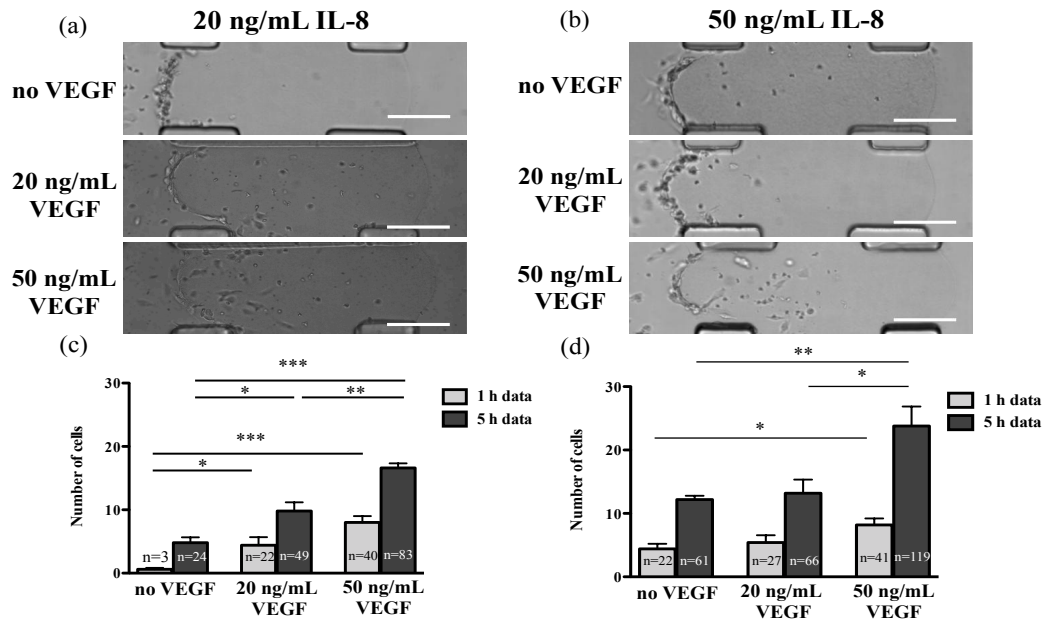 (a)
20 ng/mL IL-8
no VEGF
20 ng/mL
VEGF
50 ng/mL
VEGF
(b)
50 ng/mL IL-8
no VEGF
20 ng/mL
VEGF
50 ng/mL
VEGF
(c)
***
*
**
***
*
1 h data
5 h data
Number of cells
30
20
10
0
n=3
n=24
n=22
n=49
n=40
n=83
no VEGF
20 ng/mL
VEGF
50 ng/mL
VEGF
(d)
**
*
*
1 h data
5 h data
Number of cells
30
20
10
0
n=22
n=61
n=27
n=66
n=41
n=119
no VEGF
20 ng/mL
VEGF
50 ng/mL
VEGF